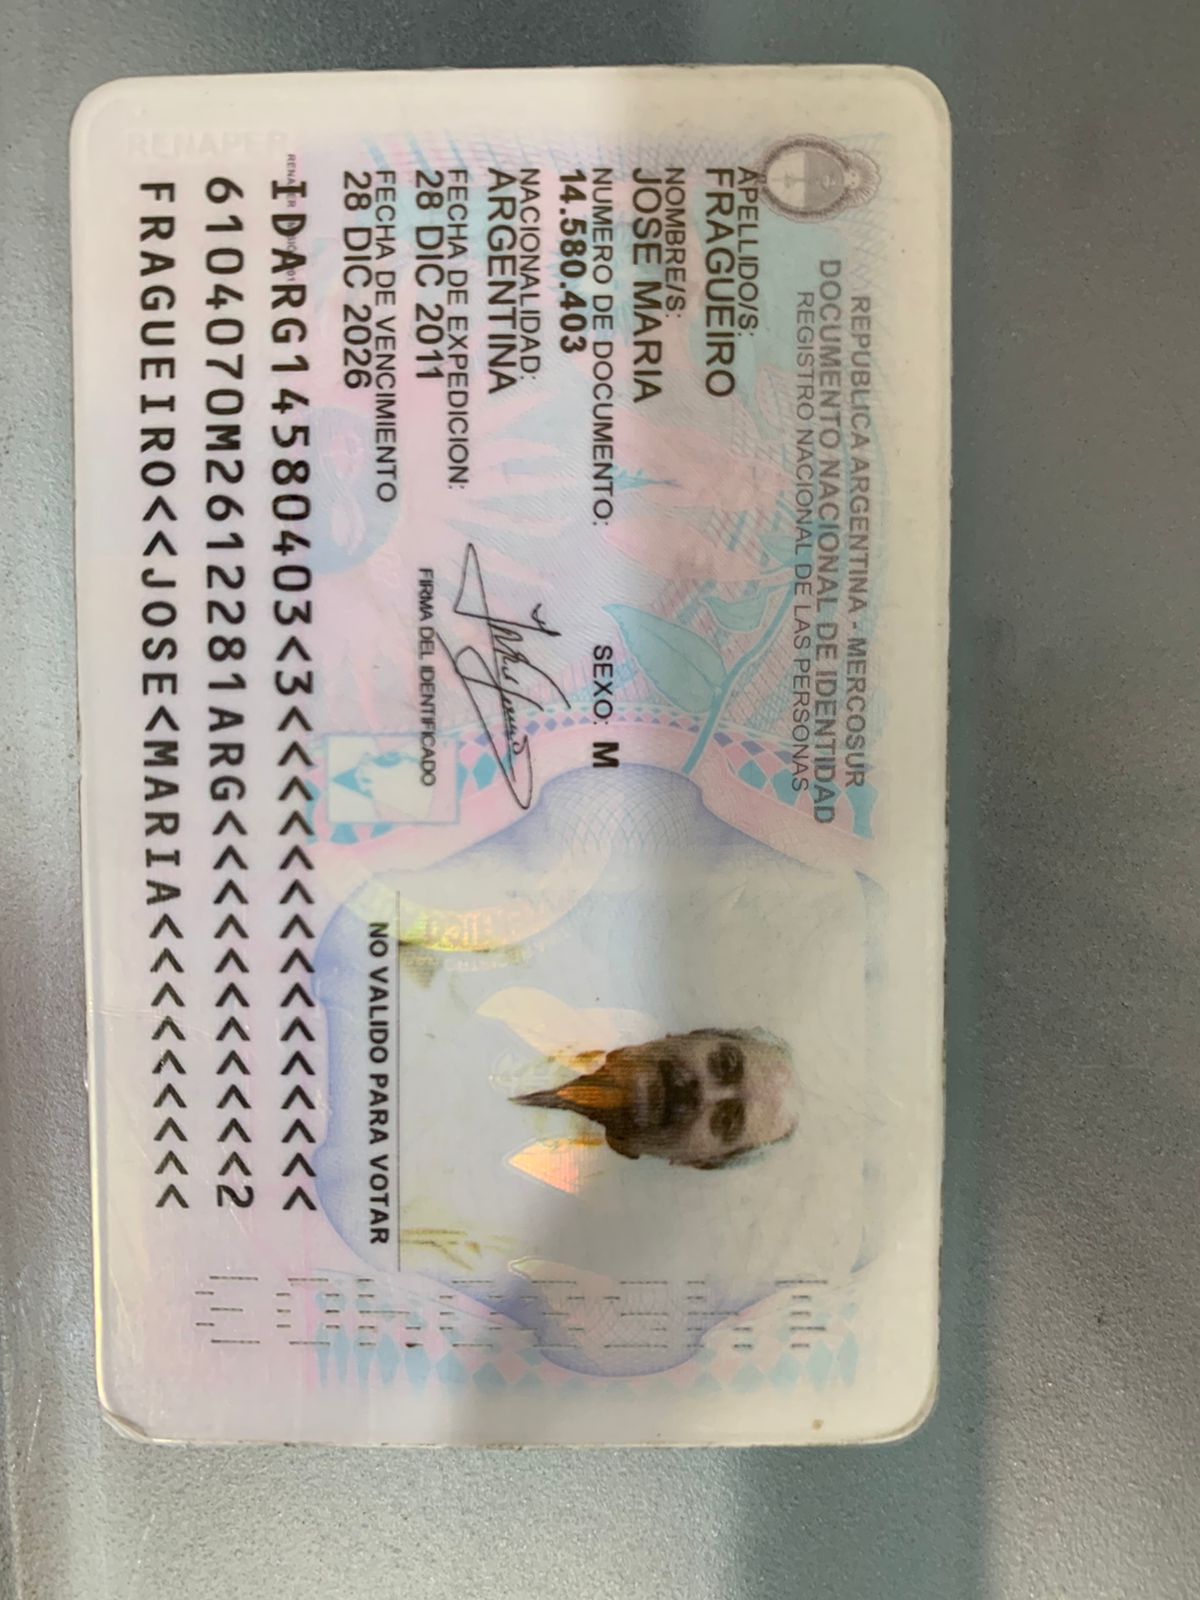 REPUBLICA ARGENTINA - MERCOSUR
DOCUMENTO NACIONAL DE IDENTIDAD
REGISTRO NACIONAL DE LAS PERSONAS
APELLIDO/S:
FRAGUEIRO
NOMBRE/S:
JOSE MARIA
NUMERO DE DOCUMENTO: SEXO: M
14.580.403
NACIONALIDAD:
ARGENTINA
FECHA DE EXPEDICION:
28 DIC 2011
FIRMA DEL IDENTIFICADO
FECHA DE VENCIMIENTO
28 DIC 2026
NO VALIDO PARA VOTAR
IDARG14580403<3<<<<<<<<<<<<<<<
6104070M2612281ARG<<<<<<<<<<<2
FRAGUEIRO<<JOSE<MARIA<<<<<<<<<
RENAPER